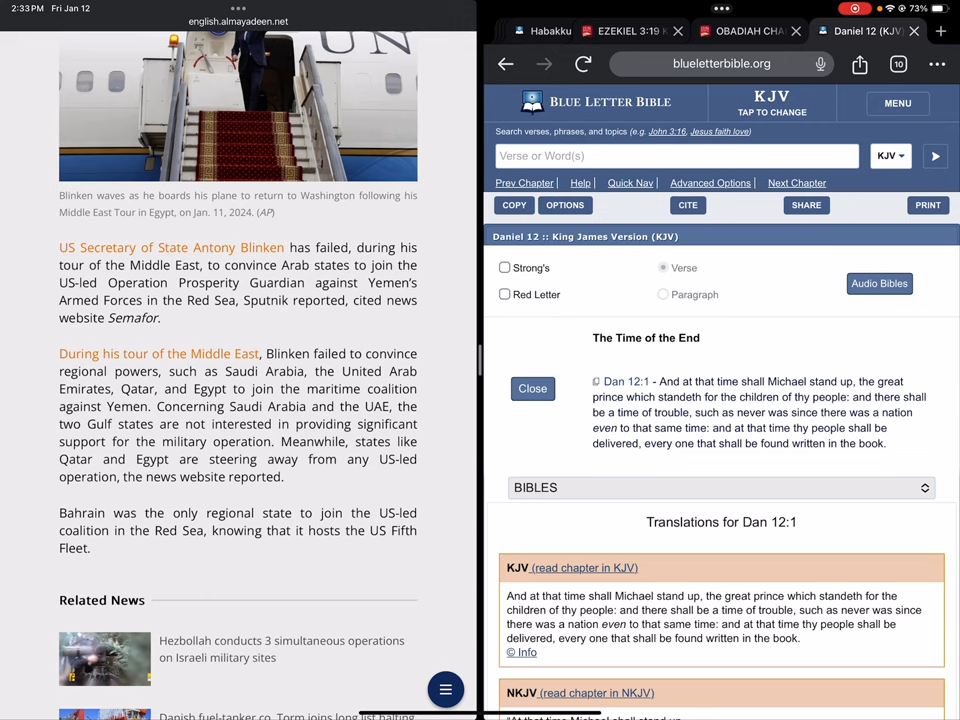 2:33 PM Fri Jan 12
73%
english.almayadeen.net
UN
Blinken waves as he boards his plane to return to Washington following his
Middle East Tour in Egypt, on Jan. 11, 2024. (AP)
US Secretary of State Antony Blinken has failed, during his
tour of the Middle East, to convince Arab states to join the
US-led Operation Prosperity Guardian against Yemen's
Armed Forces in the Red Sea, Sputnik reported, cited news
website Semafor.
During his tour of the Middle East, Blinken failed to convince
regional powers, such as Saudi Arabia, the United Arab
Emirates, Qatar, and Egypt to join the maritime coalition
against Yemen. Concerning Saudi Arabia and the UAE, the
two Gulf states are not interested in providing significant
support for the military operation. Meanwhile, states like
Qatar and Egypt are steering away from any US-led
operation, the news website reported.
Bahrain was the only regional state to join the US-led
coalition in the Red Sea, knowing that it hosts the US Fifth
Fleet.
Related News
Hezbollah conducts 3 simultaneous operations
on Israeli military sites
Danish fuel-tanker co. Torm joins long list halting
Habakku
EZEKIEL 3:19 K
OBADIAH CHA
Daniel 12 (KJV)
blueletterbible.org
10
BLUE LETTER BIBLE
KJV
TAP TO CHANGE
MENU
Search verses, phrases, and topics (e.g. John 3:16, Jesus faith love)
Verse or Word(s)
KJV
Prev Chapter | Help | Quick Nav | Advanced Options | Next Chapter
COPY OPTIONS CITE SHARE PRINT
Daniel 12 :: King James Version (KJV)
Strong's
Verse
Red Letter
Paragraph
Audio Bibles
The Time of the End
Close
Dan 12:1 - And at that time shall Michael stand up, the great
prince which standeth for the children of thy people: and there shall
be a time of trouble, such as never was since there was a nation
even to that same time: and at that time thy people shall be
delivered, every one that shall be found written in the book.
BIBLES
Translations for Dan 12:1
KJV (read chapter in KJV)
And at that time shall Michael stand up, the great prince which standeth for the
children of thy people: and there shall be a time of trouble, such as never was since
there was a nation even to that same time: and at that time thy people shall be
delivered, every one that shall be found written in the book.
© Info
NKJV (read chapter in NKJV)
"At that time Michael shall stand up,